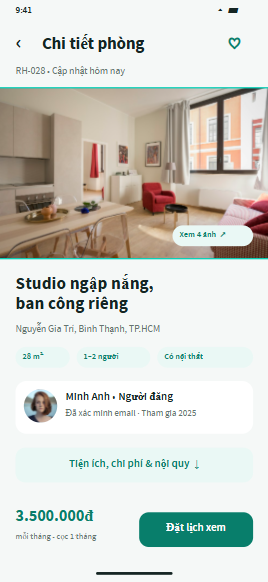 9:41
‹ Chi tiết phòng
RH-028 • Cập nhật hôm nay
Xem 4 ảnh ↗
Studio ngập nắng,
ban công riêng
Nguyễn Gia Trí, Bình Thạnh, TP.HCM
28 m² 1–2 người Có nội thất
Minh Anh • Người đăng
Đã xác minh email · Tham gia 2025
Tiện ích, chi phí & nội quy ↓
3.500.000đ
mỗi tháng · cọc 1 tháng
Đặt lịch xem